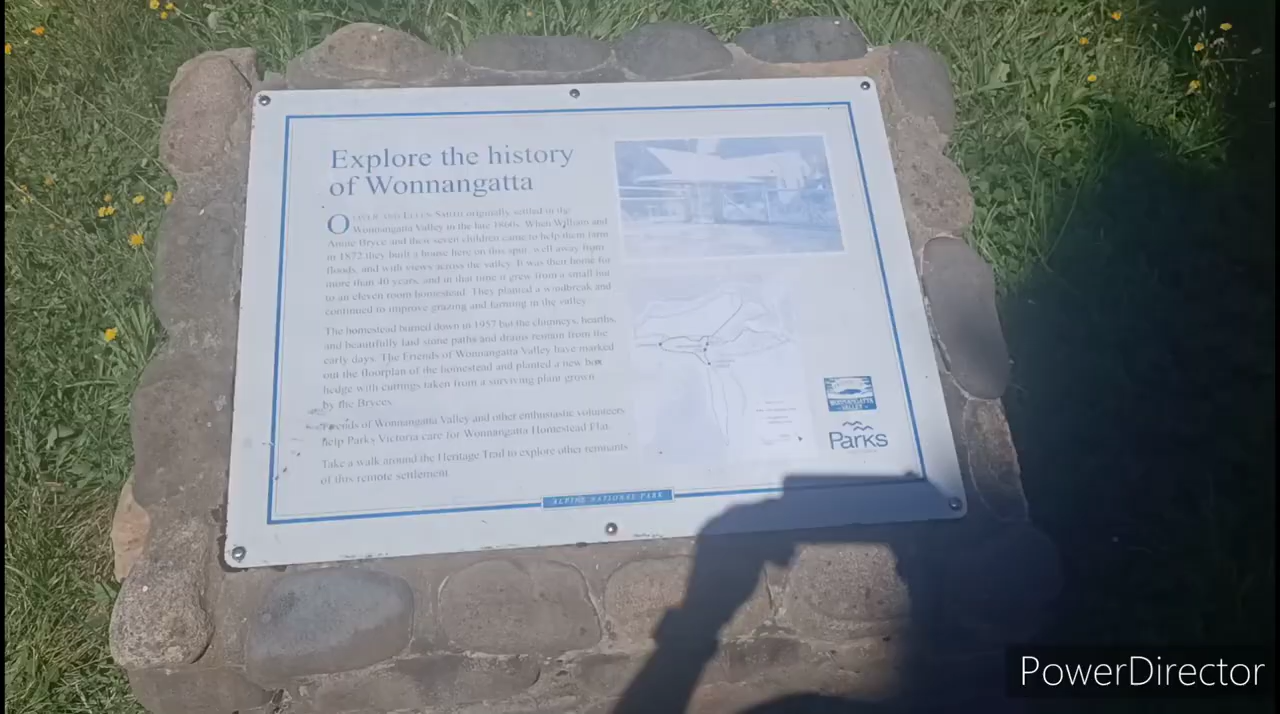 Explore the history
of Wonnangatta
OLIVER AND ELLEN SMITH originally settled in the
Wonnangatta Valley in the late 1860s. When William and
Annie Bryce and their seven children came to help them farm
in 1872 they built a house here on this spot, well away from
floods, and with views across the valley. It was their home for
more than 40 years, and in that time it grew from a small hut
to an eleven room homestead. They planted a windbreak and
continued to improve grazing and farming in the valley.
The homestead burned down in 1957 but the chimneys, hearths,
and beautifully laid stone paths and drains remain from the
early days. The Friends of Wonnangatta Valley have marked
out the floorplan of the homestead and planted a new box
hedge with cuttings taken from a surviving plant grown
by the Bryces.
Friends of Wonnangatta Valley and other enthusiastic volunteers
help Parks Victoria care for Wonnangatta Homestead Flat.
Take a walk around the Heritage Trail to explore other remnants
of this remote settlement.
WONNANGATTA
VALLEY
Parks
ALPINE NATIONAL PARK
PowerDirector